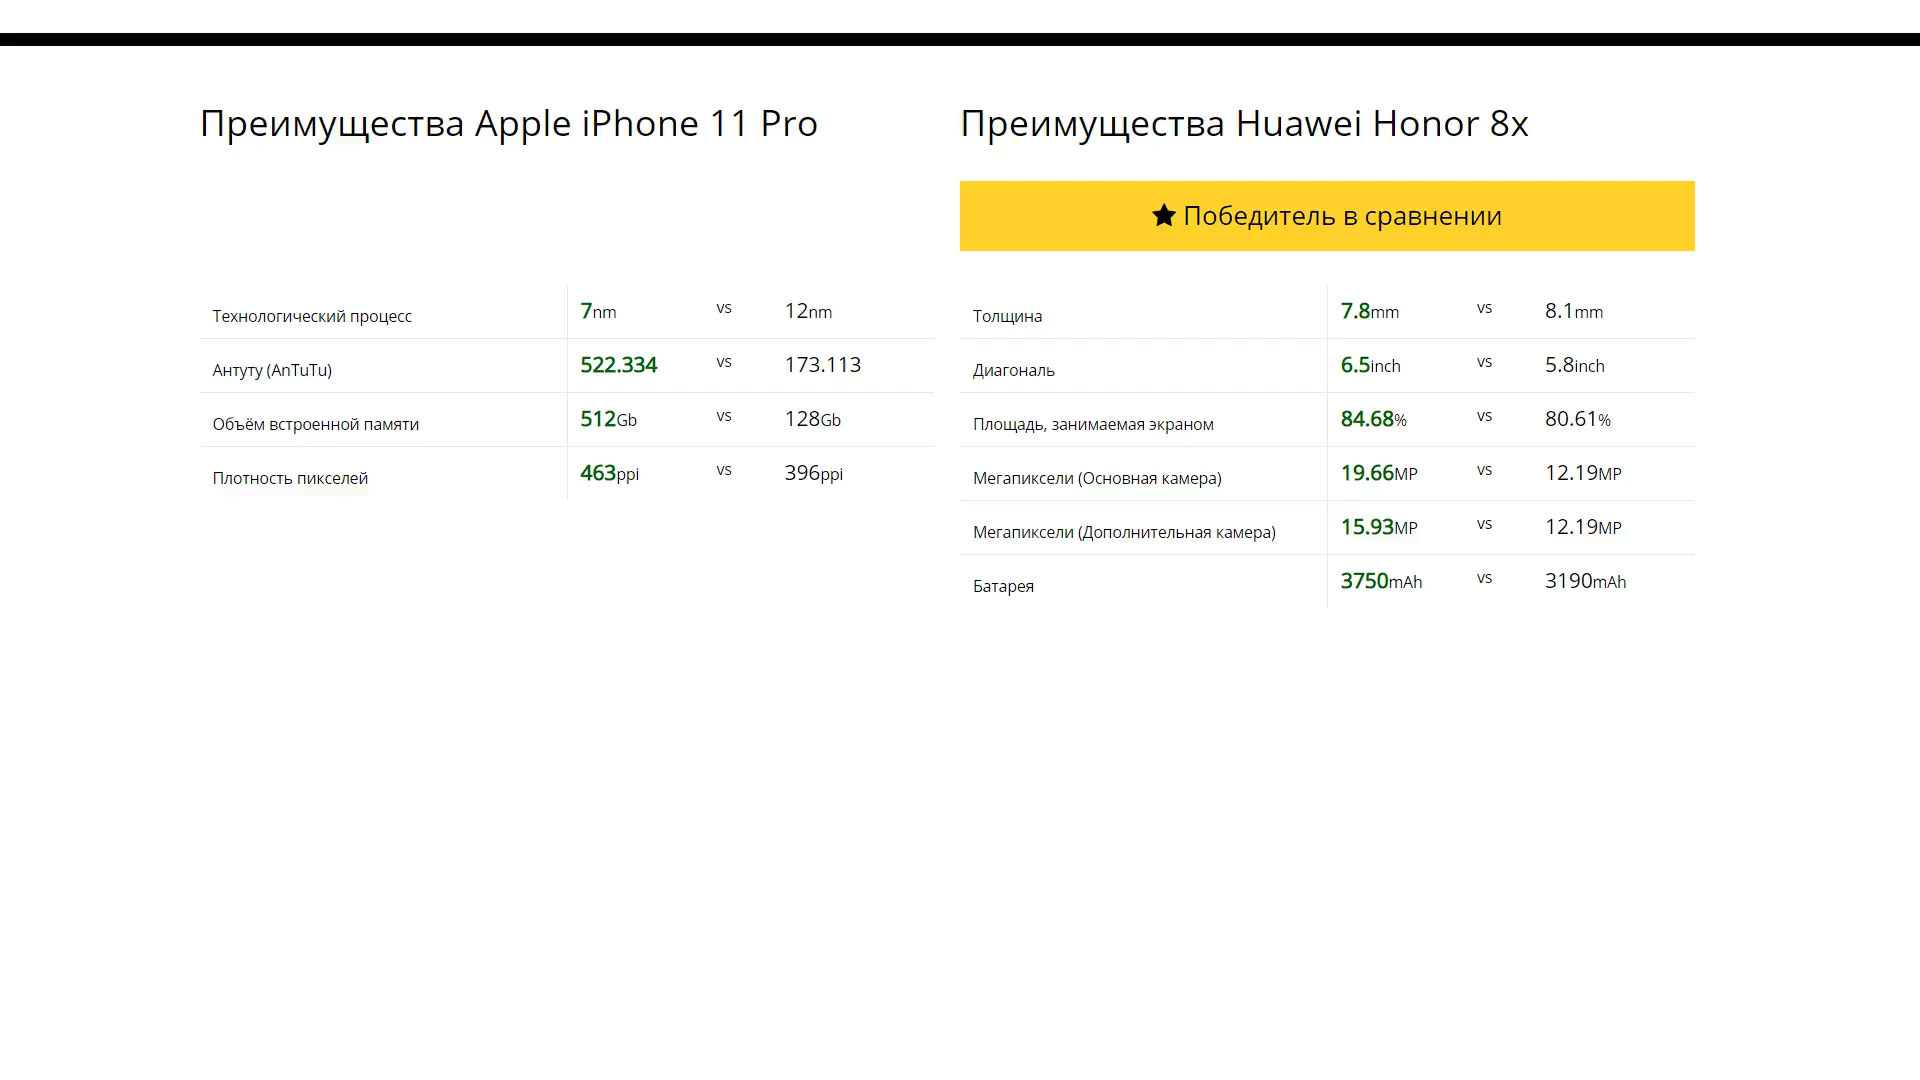 Преимущества Apple iPhone 11 Pro
Технологический процесс 7nm vs 12nm
Антуту (AnTuTu) 522.334 vs 173.113
Объём встроенной памяти 512Gb vs 128Gb
Плотность пикселей 463ppi vs 396ppi
Преимущества Huawei Honor 8x
Победитель в сравнении
Толщина 7.8mm vs 8.1mm
Диагональ 6.5inch vs 5.8inch
Площадь, занимаемая экраном 84.68% vs 80.61%
Мегапиксели (Основная камера) 19.66MP vs 12.19MP
Мегапиксели (Дополнительная камера) 15.93MP vs 12.19MP
Батарея 3750mAh vs 3190mAh